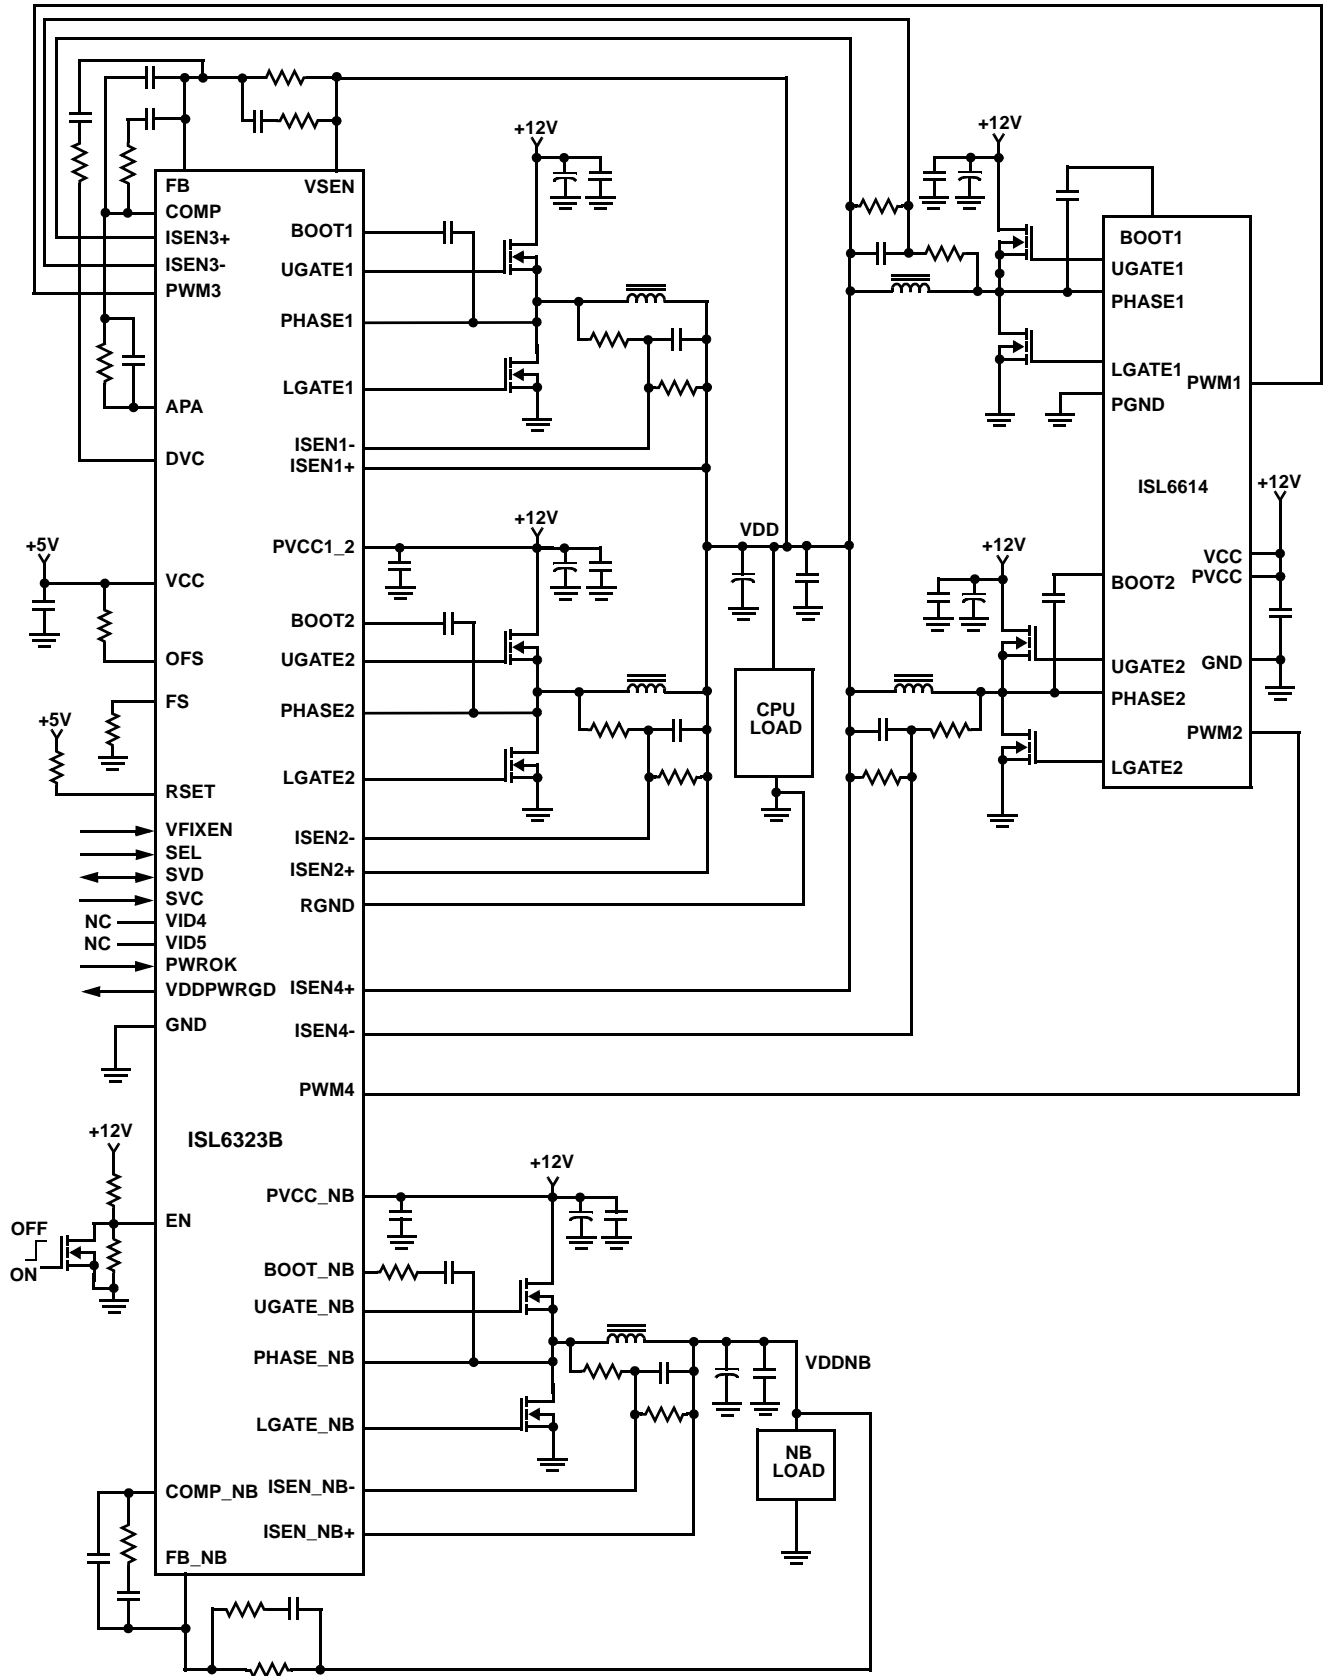 +12V
+12V
FB
VSEN
COMP
ISEN3+
ISEN3-
PWM3
BOOT1
UGATE1
PHASE1
LGATE1
APA
ISEN1-
ISEN1+
DVC
BOOT1
UGATE1
PHASE1
LGATE1
PWM1
PGND
ISL6614
+12V
+5V
+12V
VDD
+12V
PVCC1_2
VCC
VCC
PVCC
BOOT2
BOOT2
UGATE2
OFS
UGATE2
GND
FS
PHASE2
PHASE2
CPU
LOAD
+5V
PWM2
LGATE2
LGATE2
RSET
VFIXEN
ISEN2-
SEL
SVD
ISEN2+
SVC
RGND
NC
VID4
NC
VID5
PWROK
VDDPWRGD
ISEN4+
GND
ISEN4-
PWM4
+12V
ISL6323B
+12V
PVCC_NB
EN
OFF
ON
BOOT_NB
UGATE_NB
PHASE_NB
VDDNB
LGATE_NB
NB
LOAD
COMP_NB
ISEN_NB-
ISEN_NB+
FB_NB